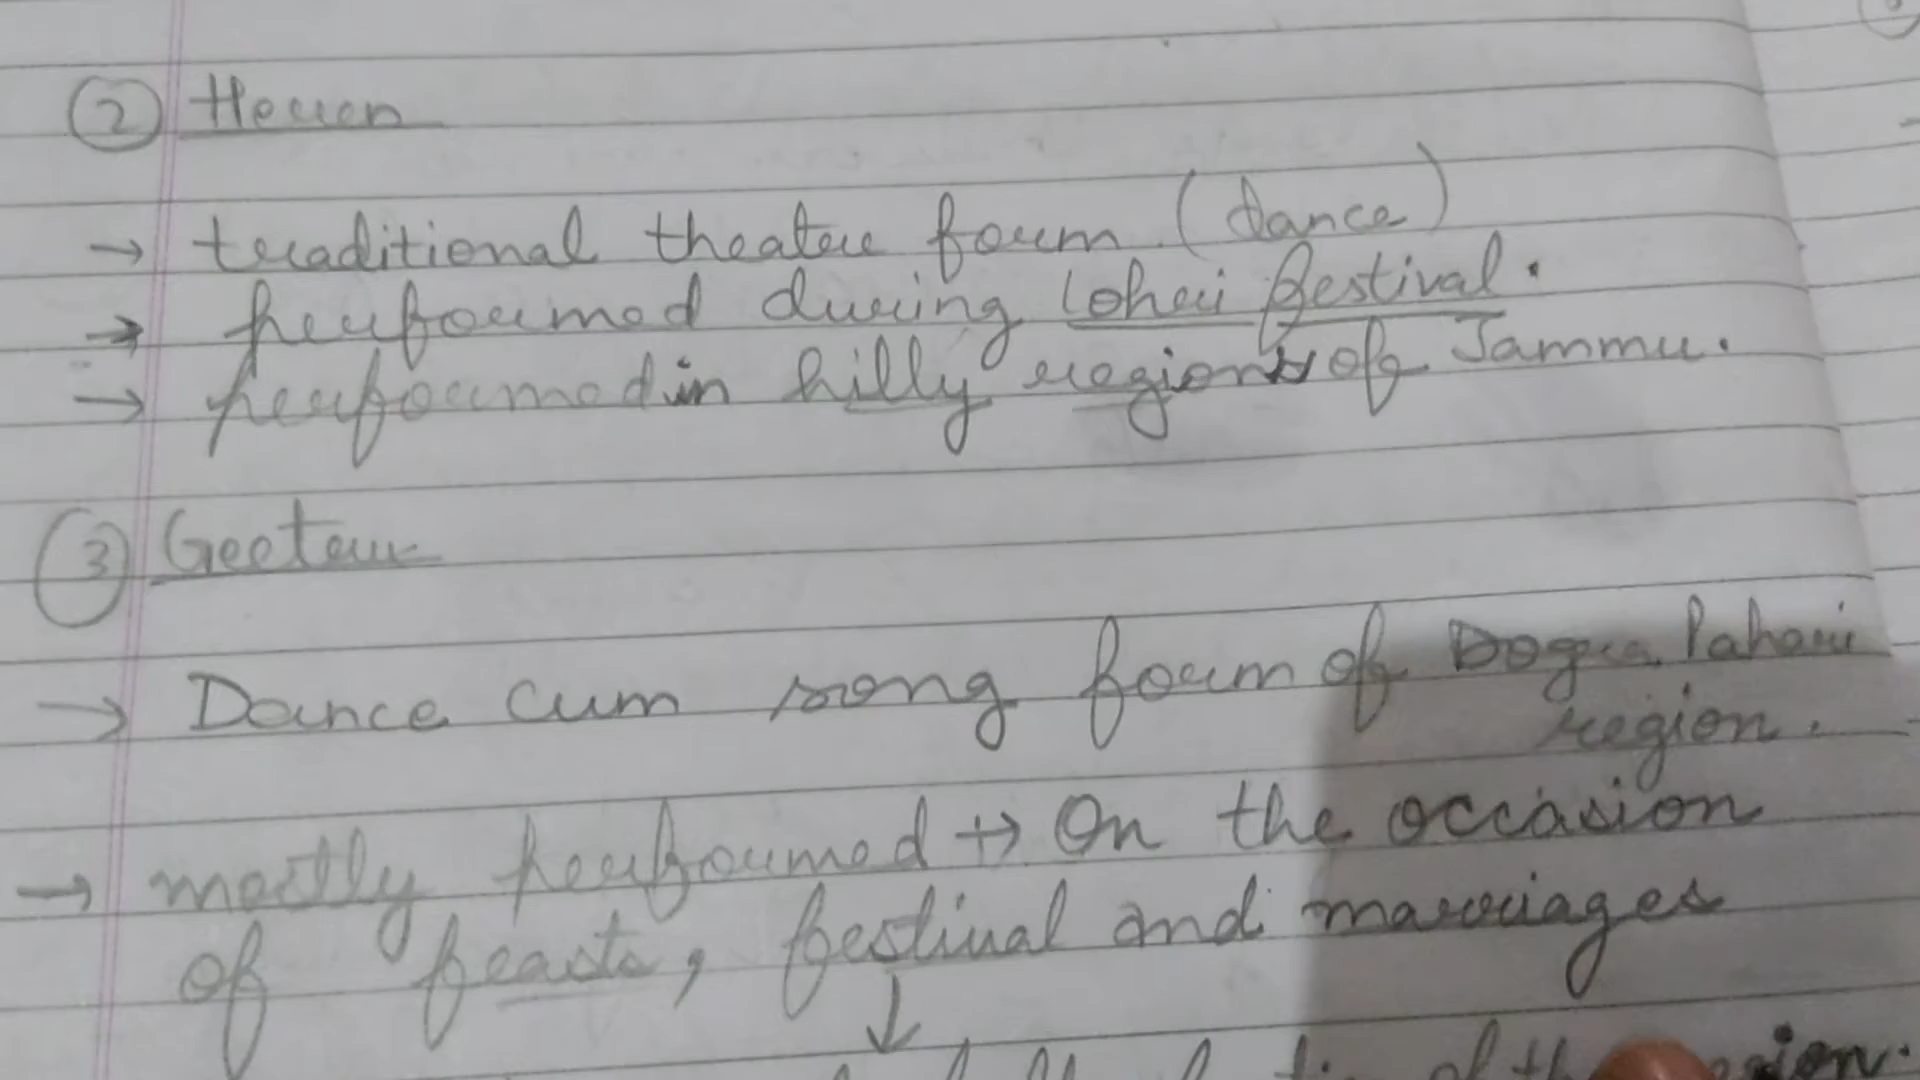 ② Heren
→ traditional theatre form (dance)
→ performed during lohri festival.
→ performed in hilly regions of Jammu.
③ Geetru
→ Dance cum song form of Dogra Pahari
region.
→ mostly performed → On the occasion
of feasts, festival and marriages
↓